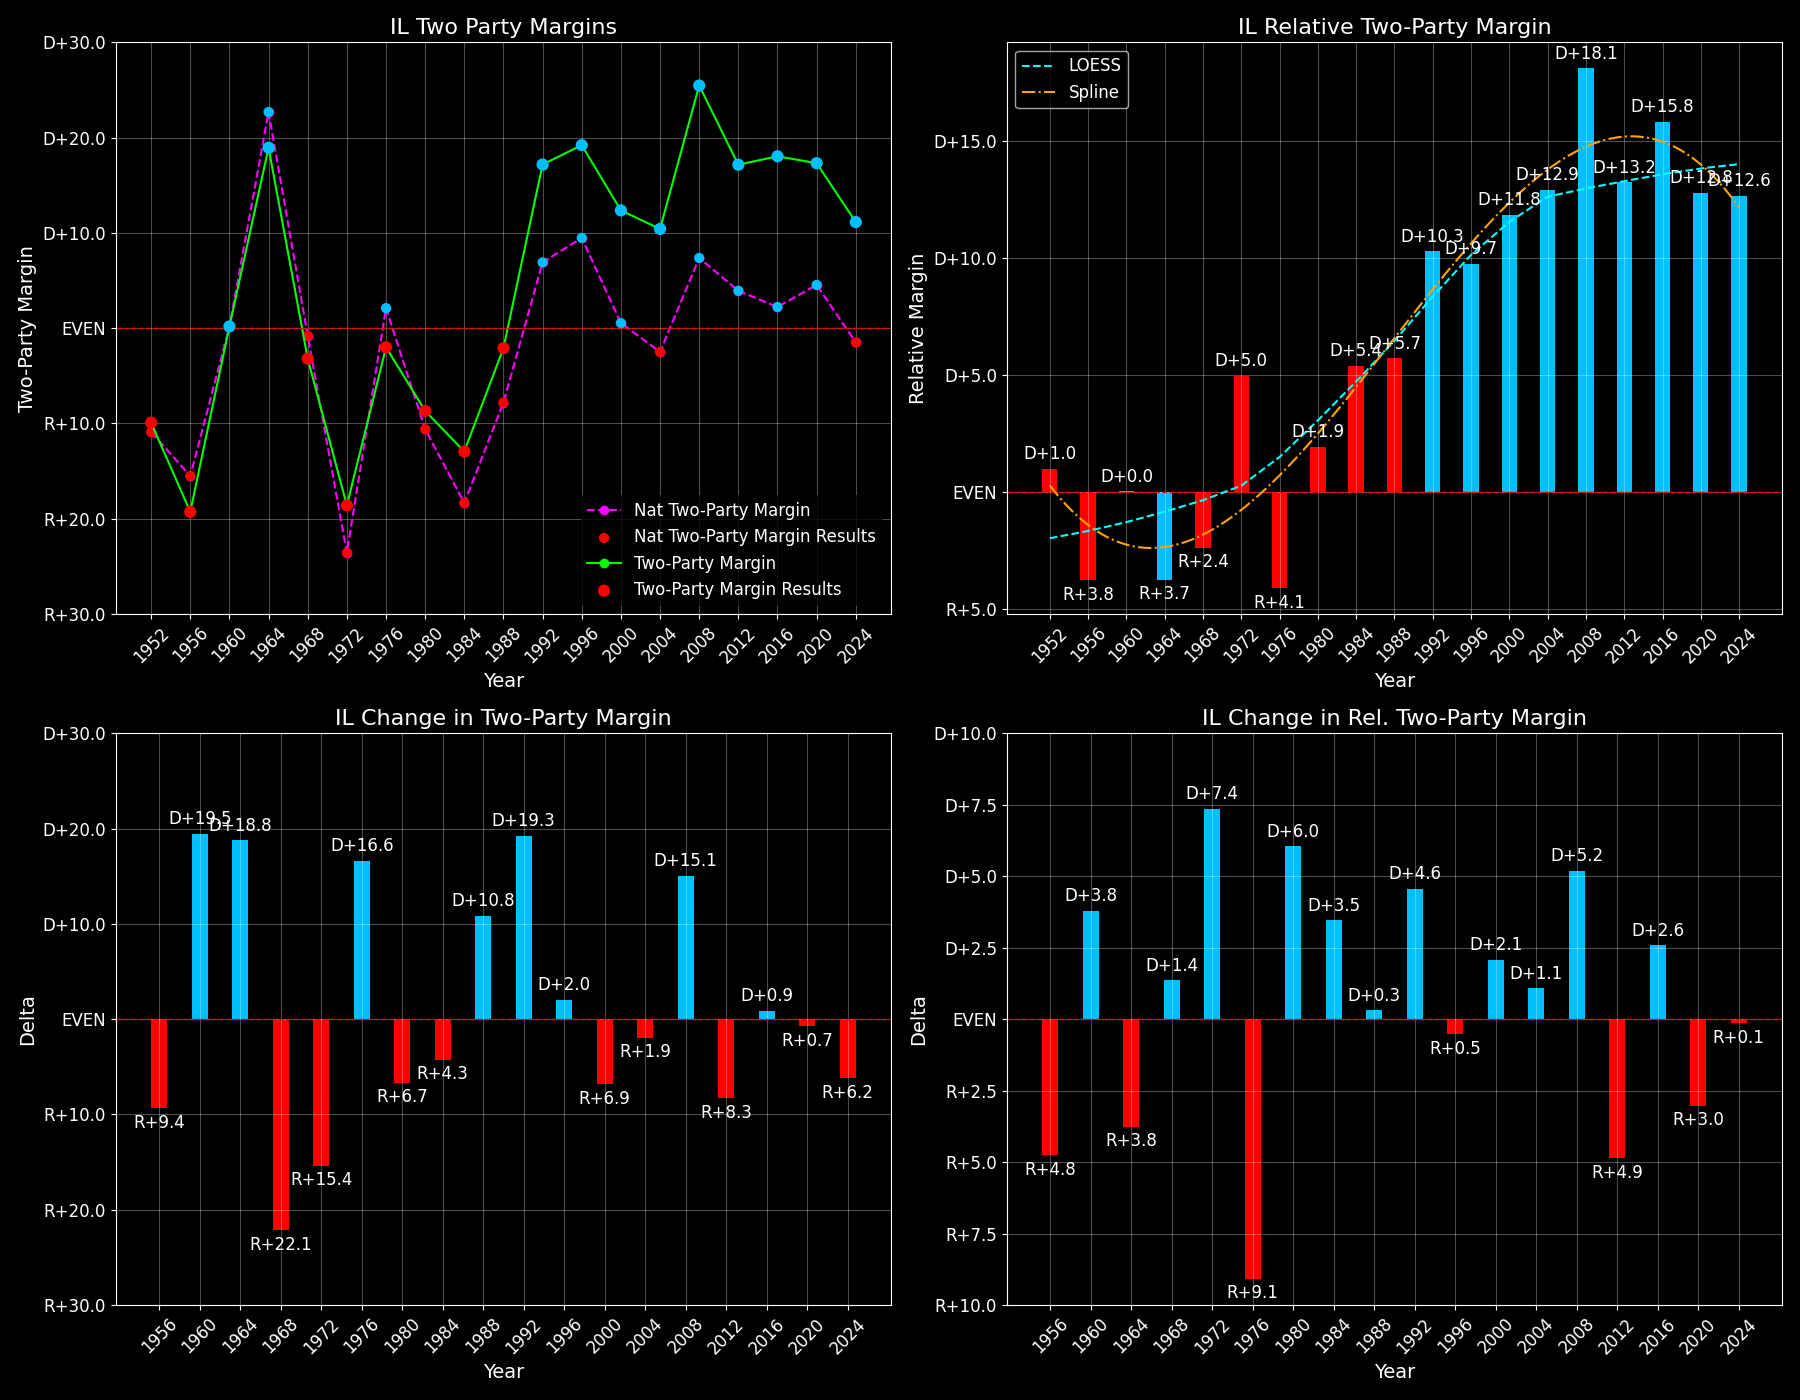 IL Two Party Margins
D+30.0
D+20.0
D+10.0
EVEN
R+10.0
R+20.0
R+30.0
Two-Party Margin
Nat Two-Party Margin
Nat Two-Party Margin Results
Two-Party Margin
Two-Party Margin Results
1952
1956
1960
1964
1968
1972
1976
1980
1984
1988
1992
1996
2000
2004
2008
2012
2016
2020
2024
Year
IL Relative Two-Party Margin
LOESS
Spline
D+15.0
D+10.0
D+5.0
EVEN
R+5.0
Relative Margin
D+1.0
R+3.8
D+0.0
R+3.7
R+2.4
D+5.0
R+4.1
D+1.9
D+5.4
D+5.7
D+10.3
D+9.7
D+11.8
D+12.9
D+18.1
D+13.2
D+15.8
D+12.8
D+12.6
1952
1956
1960
1964
1968
1972
1976
1980
1984
1988
1992
1996
2000
2004
2008
2012
2016
2020
2024
Year
IL Change in Two-Party Margin
D+30.0
D+20.0
D+10.0
EVEN
R+10.0
R+20.0
R+30.0
Delta
R+9.4
D+19.5
D+18.8
R+22.1
R+15.4
D+16.6
R+6.7
R+4.3
D+10.8
D+19.3
D+2.0
R+6.9
R+1.9
D+15.1
R+8.3
D+0.9
R+0.7
R+6.2
1956
1960
1964
1968
1972
1976
1980
1984
1988
1992
1996
2000
2004
2008
2012
2016
2020
2024
Year
IL Change in Rel. Two-Party Margin
D+10.0
D+7.5
D+5.0
D+2.5
EVEN
R+2.5
R+5.0
R+7.5
R+10.0
Delta
R+4.8
D+3.8
R+3.8
D+1.4
D+7.4
R+9.1
D+6.0
D+3.5
D+0.3
D+4.6
R+0.5
D+2.1
D+1.1
D+5.2
R+4.9
D+2.6
R+3.0
R+0.1
1956
1960
1964
1968
1972
1976
1980
1984
1988
1992
1996
2000
2004
2008
2012
2016
2020
2024
Year